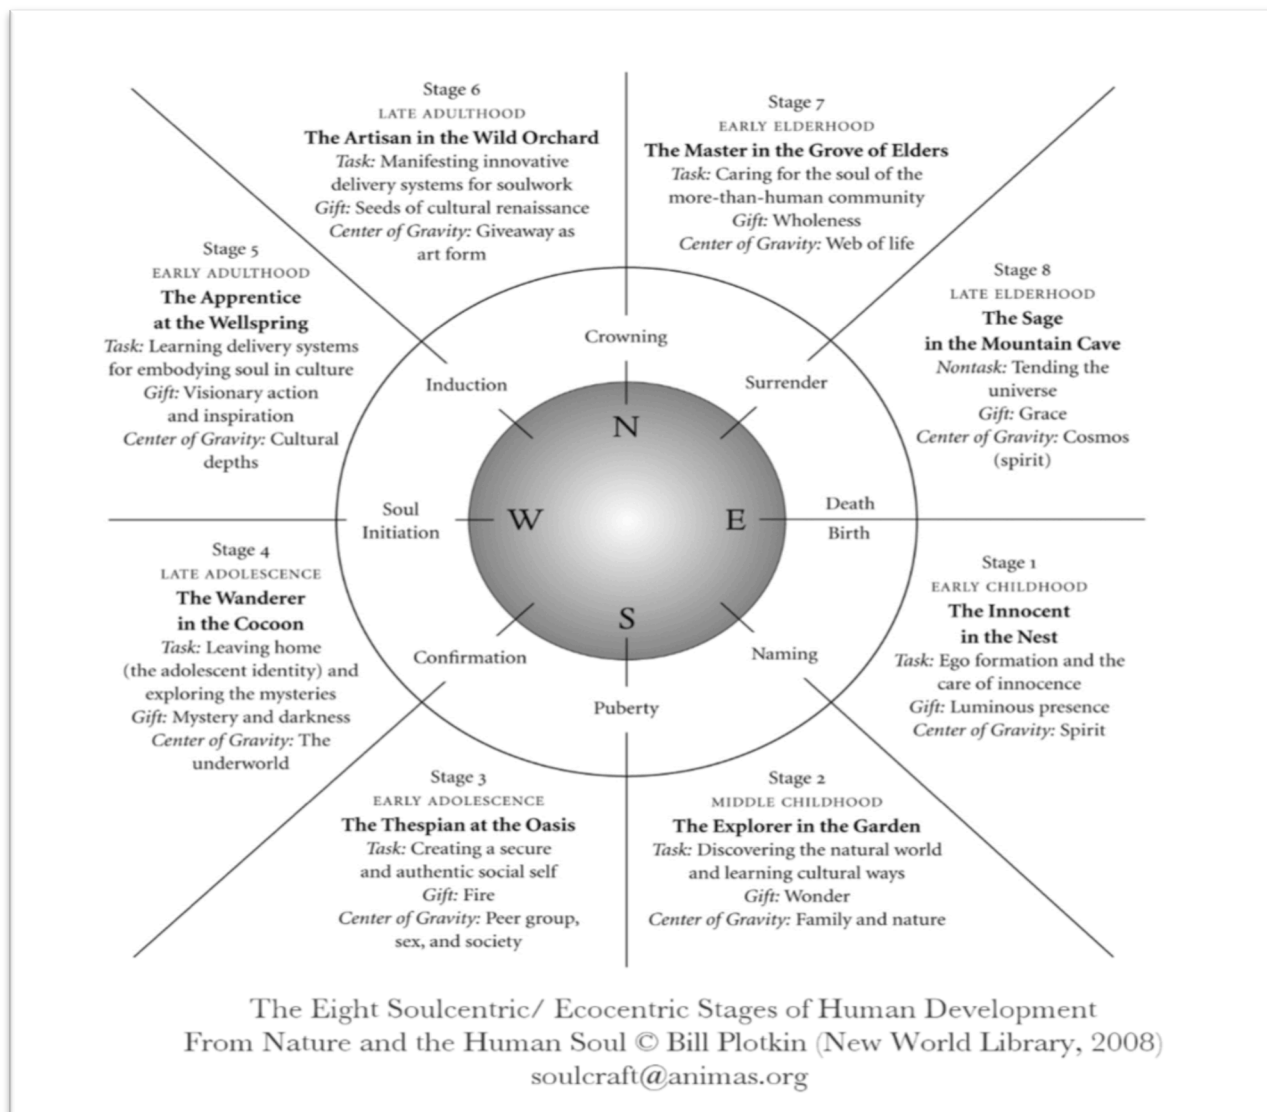 Stage 6
LATE ADULTHOOD
The Artisan in the Wild Orchard
Task: Manifesting innovative
delivery systems for soulwork
Gift: Seeds of cultural renaissance
Center of Gravity: Giveaway as
art form
Stage 7
EARLY ELDERHOOD
The Master in the Grove of Elders
Task: Caring for the soul of the
more-than-human community
Gift: Wholeness
Center of Gravity: Web of life
Stage 5
EARLY ADULTHOOD
The Apprentice
at the Wellspring
Task: Learning delivery systems
for embodying soul in culture
Gift: Visionary action
and inspiration
Center of Gravity: Cultural
depths
Stage 8
LATE ELDERHOOD
The Sage
in the Mountain Cave
Nontask: Tending the
universe
Gift: Grace
Center of Gravity: Cosmos
(spirit)
Crowning
Induction
Surrender
N
Soul
Initiation
W
E
Death
Birth
S
Confirmation
Naming
Puberty
Stage 4
LATE ADOLESCENCE
The Wanderer
in the Cocoon
Task: Leaving home
(the adolescent identity) and
exploring the mysteries
Gift: Mystery and darkness
Center of Gravity: The
underworld
Stage 1
EARLY CHILDHOOD
The Innocent
in the Nest
Task: Ego formation and the
care of innocence
Gift: Luminous presence
Center of Gravity: Spirit
Stage 3
EARLY ADOLESCENCE
The Thespian at the Oasis
Task: Creating a secure
and authentic social self
Gift: Fire
Center of Gravity: Peer group,
sex, and society
Stage 2
MIDDLE CHILDHOOD
The Explorer in the Garden
Task: Discovering the natural world
and learning cultural ways
Gift: Wonder
Center of Gravity: Family and nature
The Eight Soulcentric/ Ecocentric Stages of Human Development
From Nature and the Human Soul © Bill Plotkin (New World Library, 2008)
soulcraft@animas.org